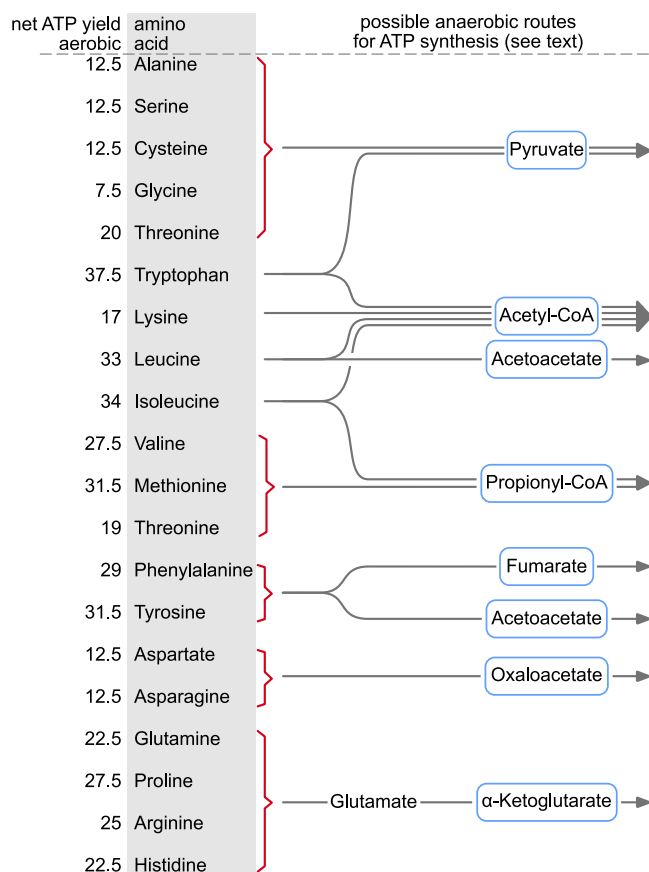 net ATP yield amino possible anaerobic routes
aerobic acid for ATP synthesis (see text)
12.5 Alanine
12.5 Serine
12.5 Cysteine Pyruvate
7.5 Glycine
20 Threonine
37.5 Tryptophan
17 Lysine Acetyl-CoA
33 Leucine Acetoacetate
34 Isoleucine
27.5 Valine
31.5 Methionine Propionyl-CoA
19 Threonine
29 Phenylalanine Fumarate
31.5 Tyrosine Acetoacetate
12.5 Aspartate
Oxaloacetate
12.5 Asparagine
22.5 Glutamine
27.5 Proline
Glutamate α-Ketoglutarate
25 Arginine
22.5 Histidine